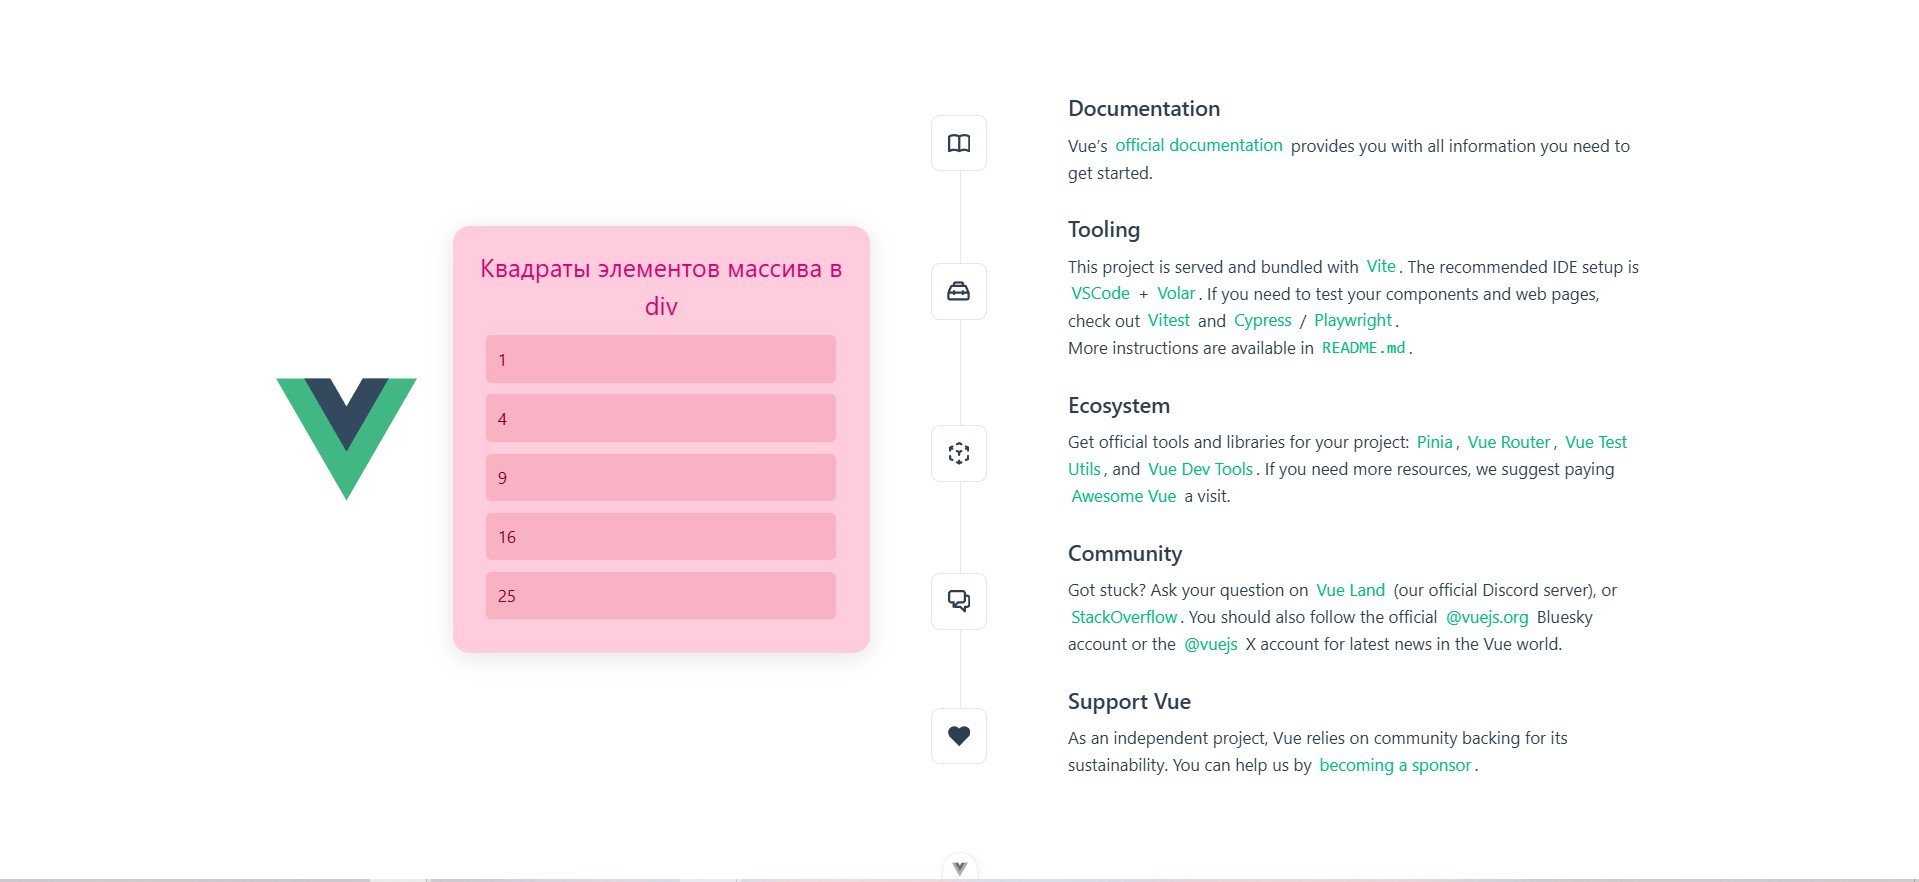 Квадраты элементов массива в
div
1
4
9
16
25
Documentation
Vue’s official documentation provides you with all information you need to
get started.
Tooling
This project is served and bundled with Vite. The recommended IDE setup is
VSCode + Volar. If you need to test your components and web pages,
check out Vitest and Cypress / Playwright.
More instructions are available in README.md.
Ecosystem
Get official tools and libraries for your project: Pinia, Vue Router, Vue Test
Utils, and Vue Dev Tools. If you need more resources, we suggest paying
Awesome Vue a visit.
Community
Got stuck? Ask your question on Vue Land (our official Discord server), or
StackOverflow. You should also follow the official @vuejs.org Bluesky
account or the @vuejs X account for latest news in the Vue world.
Support Vue
As an independent project, Vue relies on community backing for its
sustainability. You can help us by becoming a sponsor.